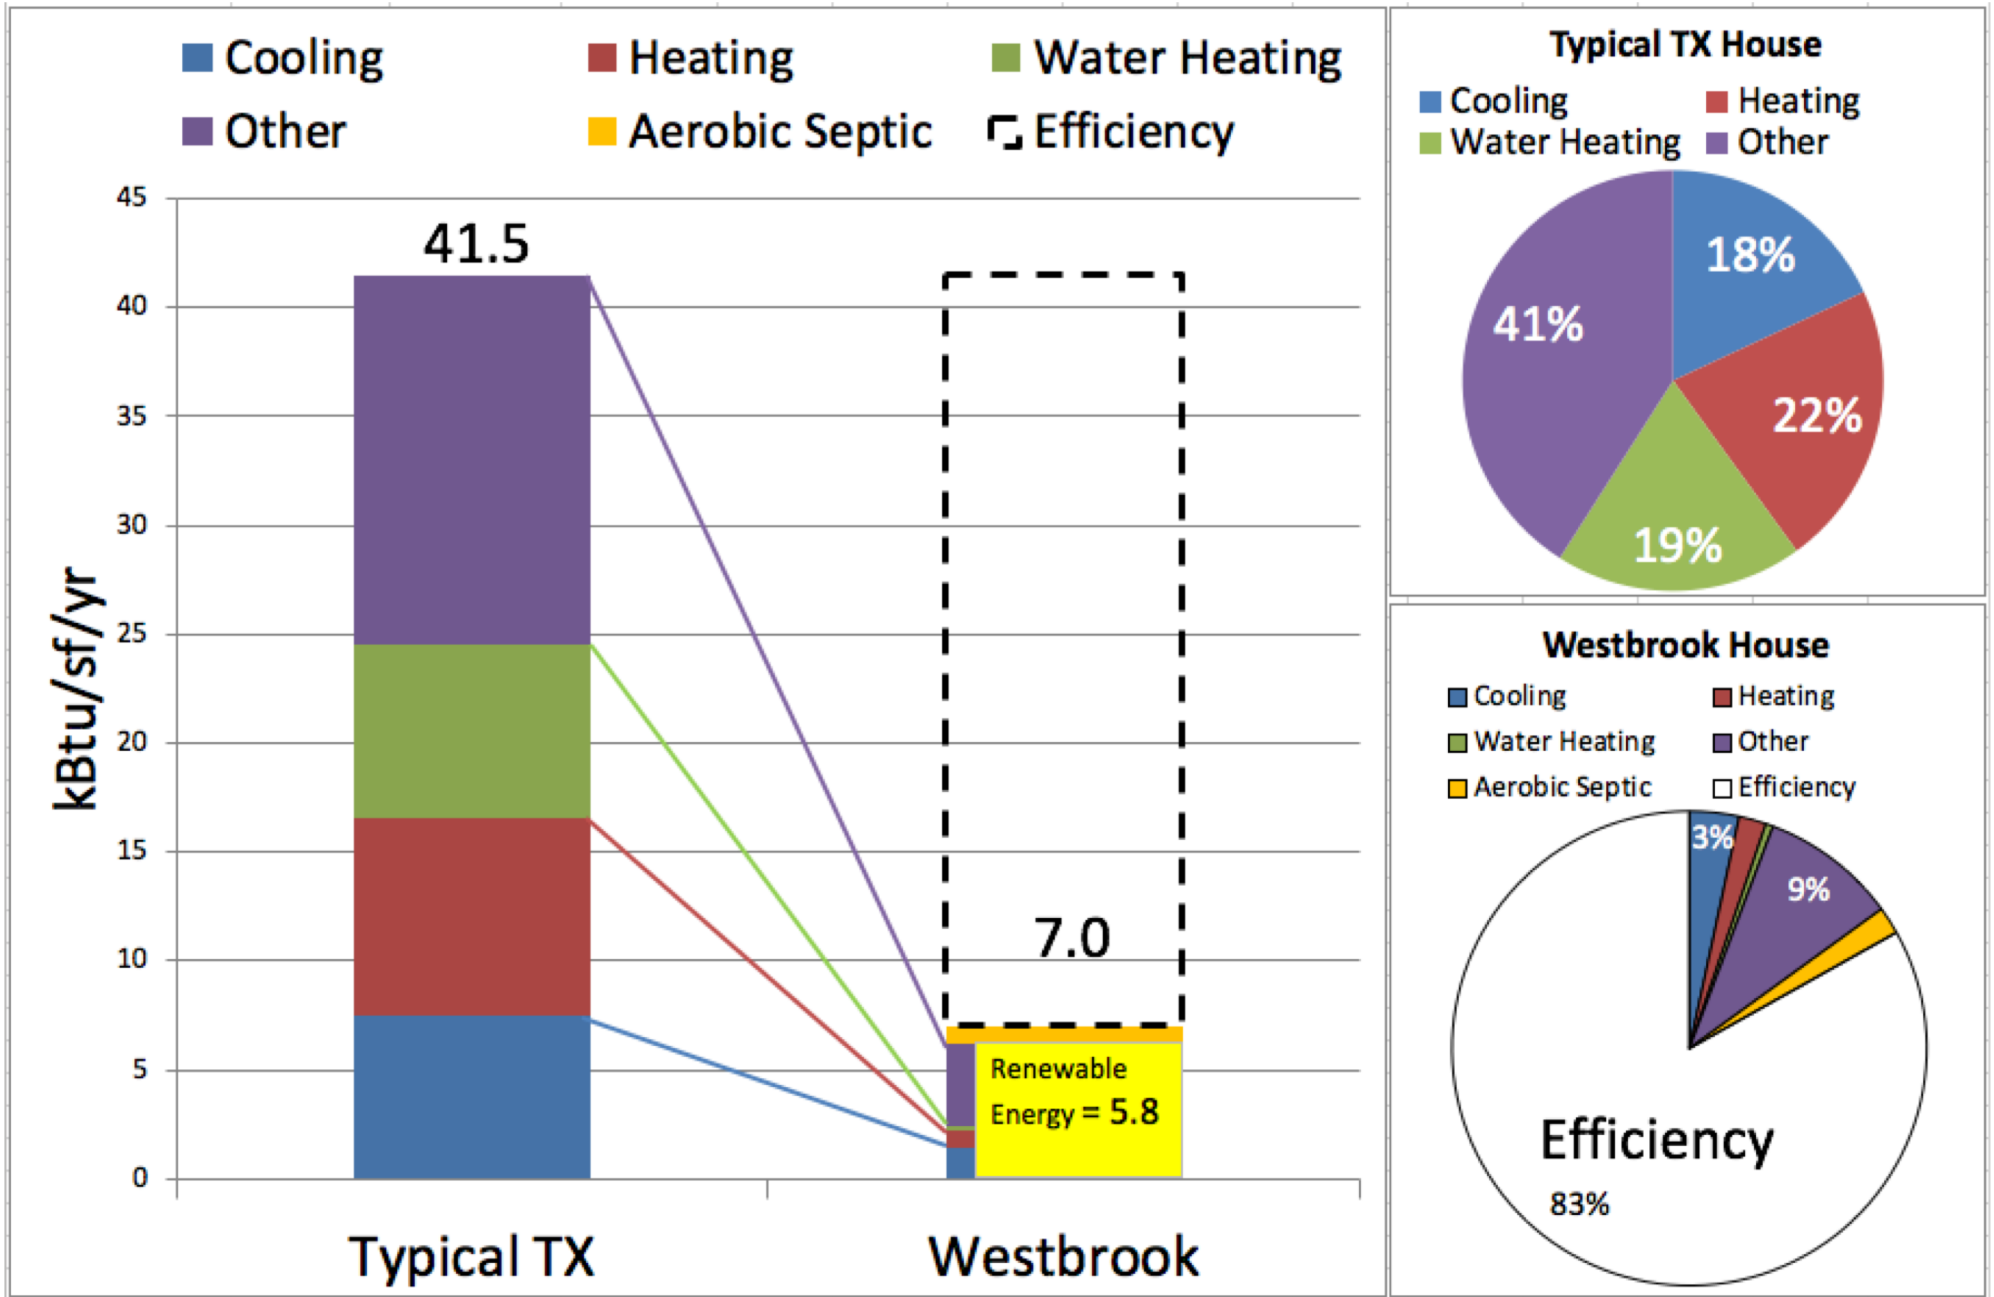 Cooling Heating Water Heating
Other Aerobic Septic Efficiency
45
41.5
40
35
30
25
20
15
10
5
0
kBtu/sf/yr
7.0
Renewable
Energy = 5.8
Typical TX Westbrook
Typical TX House
Cooling Heating
Water Heating Other
18%
41%
22%
19%
Westbrook House
Cooling Heating
Water Heating Other
Aerobic Septic Efficiency
3%
9%
Efficiency
83%